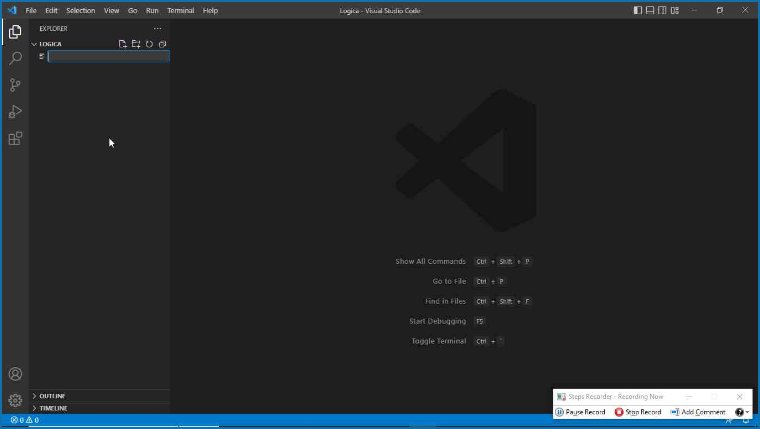 File Edit Selection View Go Run Terminal Help
Logica - Visual Studio Code
EXPLORER
LOGICA
Show All Commands Ctrl + Shift + P
Go to File Ctrl + P
Find in Files Ctrl + Shift + F
Start Debugging F5
Toggle Terminal Ctrl + `
OUTLINE
TIMELINE
Steps Recorder - Recording Now
Pause Record Stop Record Add Comment
0 0